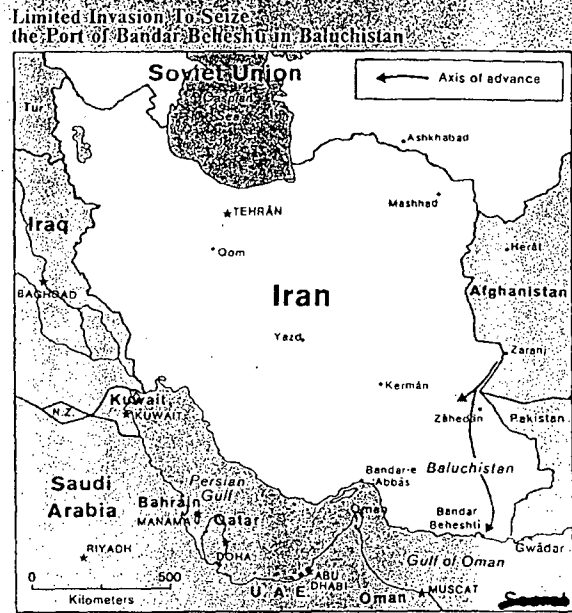 Limited Invasion To Seize
the Port of Bandar Beheshti in Baluchistan
Soviet Union
Axis of advance
Caspian
Sea
Tur.
Ashkhabad
Mashhad
TEHRĀN
Iraq
Qom
Herāt
BAGHDAD
Iran
Afghanistan
Yazd
Zaranj
Kermān
Kuwait
N.Z.
KUWAIT
Zāhedān
Pakistan
Bandar-e
Abbās
Baluchistan
Saudi
Arabia
Persian
Gulf
Bahrain
MANAMA
Qatar
Oman
Bandar
Beheshti
DOHA
Gulf of Oman
Gwādar
RIYADH
ABU
DHABI
U A E
Oman
MUSCAT
0 500
Kilometers